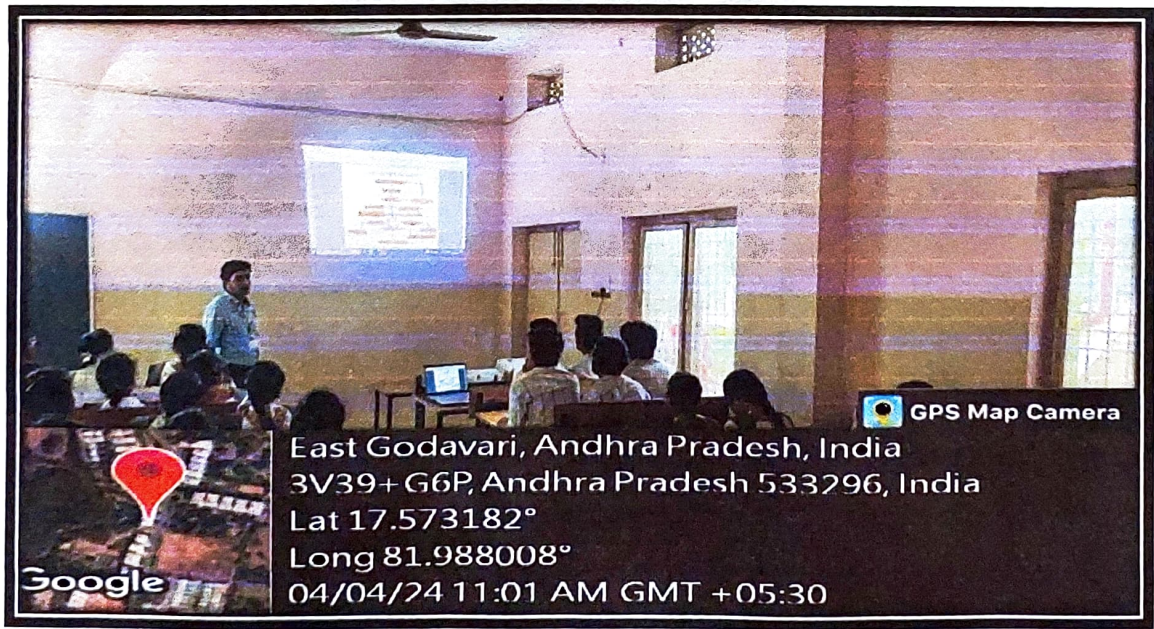 GPS Map Camera
East Godavari, Andhra Pradesh, India
3V39+G6P, Andhra Pradesh 533296, India
Lat 17.573182°
Long 81.988008°
04/04/24 11:01 AM GMT +05:30
Google